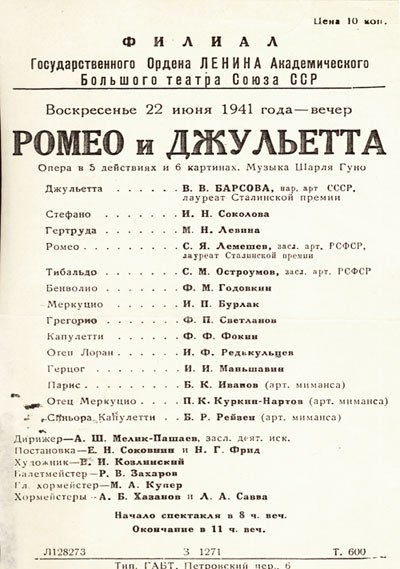 Цена 10 коп.
ФИЛИАЛ
Государственного Ордена ЛЕНИНА Академического
Большого театра Союза ССР
Воскресенье 22 июня 1941 года—вечер
РОМЕО и ДЖУЛЬЕТТА
Опера в 5 действиях и 6 картинах. Музыка Шарля Гуно
Джульетта . . . . . . В. В. БАРСОВА, нар. арт СССР,
лауреат Сталинской премии
Стефано . . . . . . . И. Н. Соколова
Гертруда . . . . . . М. Н. Левина
Ромео . . . . . . . . С. Я. Лемешев, засл. арт. РСФСР,
лауреат Сталинской премии
Тибальдо . . . . . . С. М. Остроумов, засл. арт. РСФСР
Бенволио . . . . . . Ф. М. Годовкин
Меркуцио . . . . . . И. П. Бурлак
Грегорио . . . . . . Ф. П. Светланов
Капулетти . . . . . . Ф. Ф. Фокин
Отец Лоран . . . . . И. Ф. Редькульцев
Герцог . . . . . . . И. И. Маньшавин
Парис . . . . . . . . Б. К. Иванов (арт. миманса)
Отец Меркуцио . . . . П. К. Куркин-Нартов (арт. миманса)
Синьора Капулетти . . Б. Р. Рейзен (арт. миманса)
Дирижер—А. Ш. Мелик-Пашаев, засл. деят. иск.
Постановка—Е. Н. Соковнин и Н. Г. Фрид
Художник—В. И. Козлинский
Балетмейстер—Р. В. Захаров
Гл. хормейстер—М. А. Купер
Хормейстеры—А. Б. Хазанов и Л. А. Савва
Начало спектакля в 8 ч. веч.
Окончание в 11 ч. веч.
Л128273 З 1271 Т. 600
Тип. ГАБТ, Петровский пер., 6